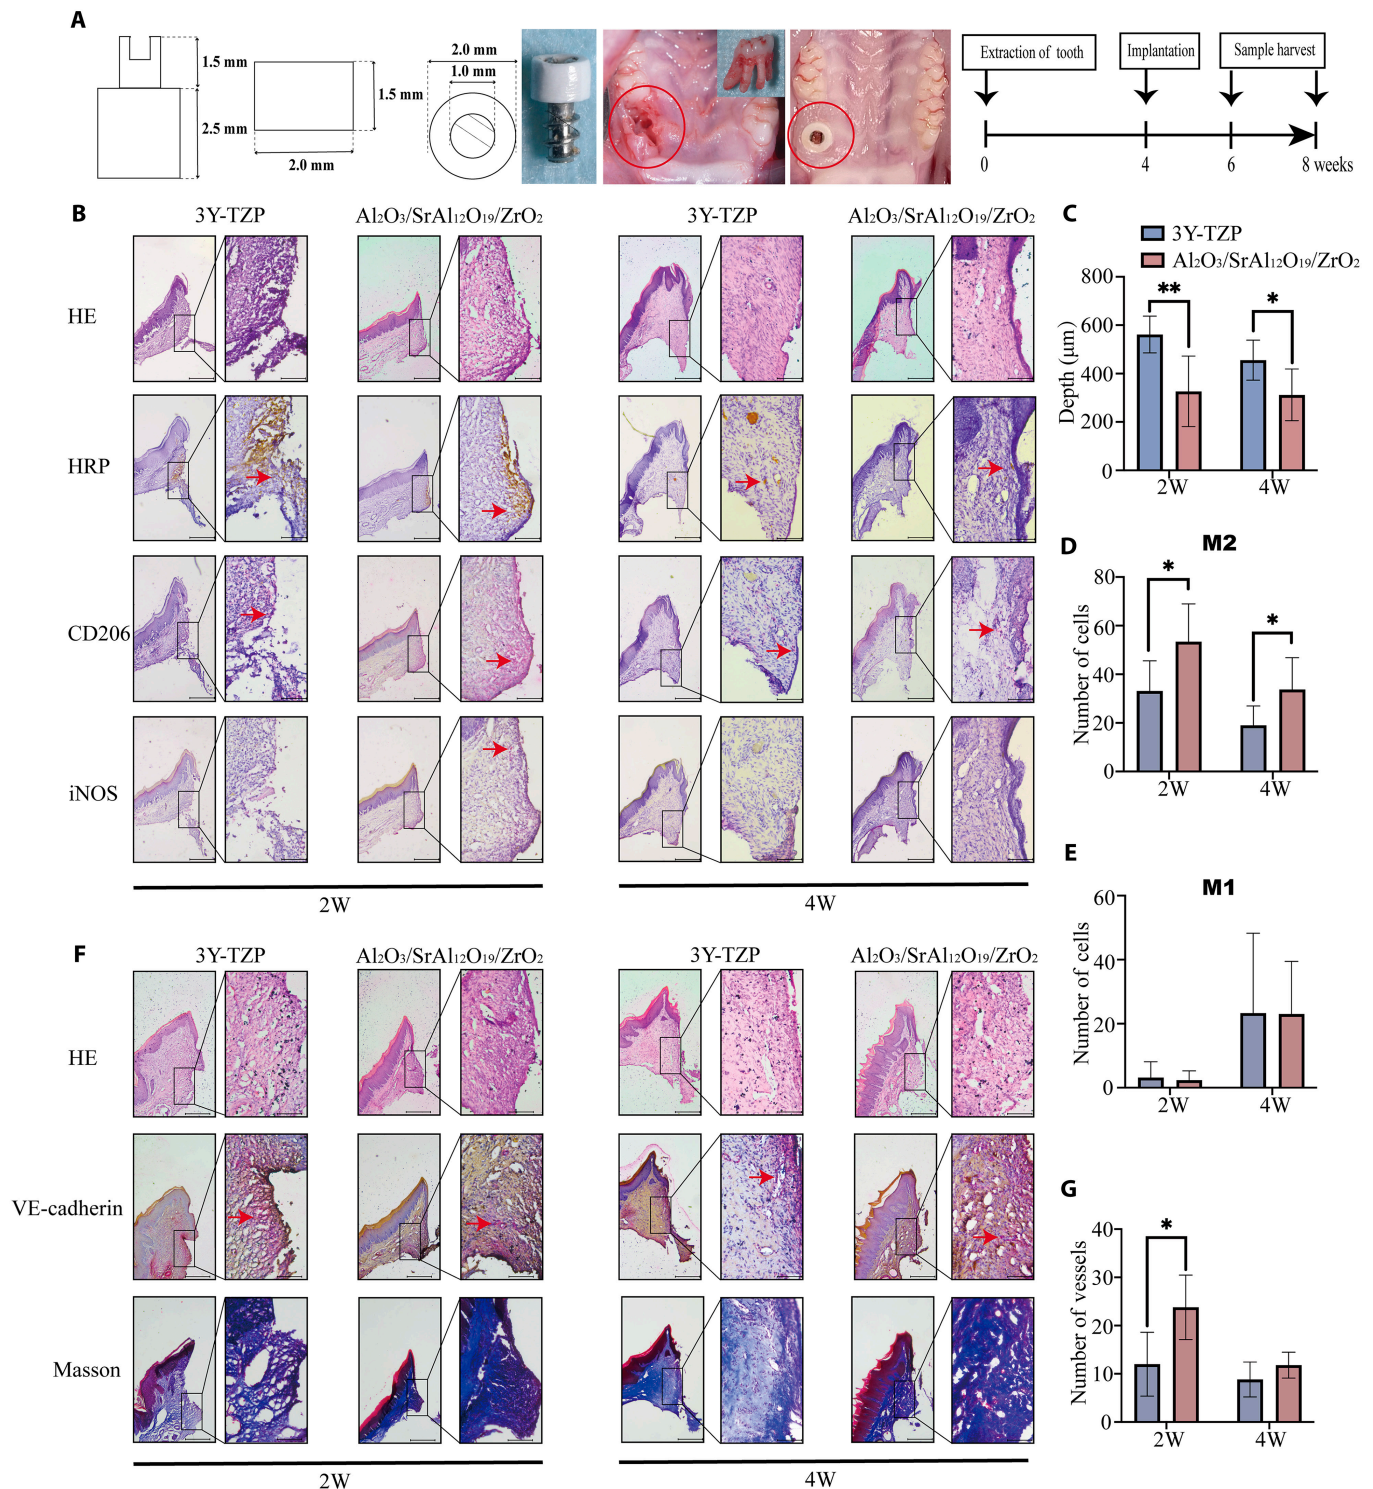 A
1.5 mm
2.5 mm
1.5 mm
2.0 mm
2.0 mm
1.0 mm
Extraction of tooth
Implantation
Sample harvest
0 4 6 8 weeks
B
3Y-TZP Al₂O₃/SrAl₁₂O₁₉/ZrO₂ 3Y-TZP Al₂O₃/SrAl₁₂O₁₉/ZrO₂
HE
HRP
CD206
iNOS
2W 4W
C
3Y-TZP
Al₂O₃/SrAl₁₂O₁₉/ZrO₂
Depth (μm)
800
600
400
200
0
** *
2W 4W
D
M2
Number of cells
80
60
40
20
0
* *
2W 4W
E
M1
Number of cells
60
40
20
0
2W 4W
F
3Y-TZP Al₂O₃/SrAl₁₂O₁₉/ZrO₂ 3Y-TZP Al₂O₃/SrAl₁₂O₁₉/ZrO₂
HE
VE-cadherin
Masson
2W 4W
G
Number of vessels
40
30
20
10
0
*
2W 4W